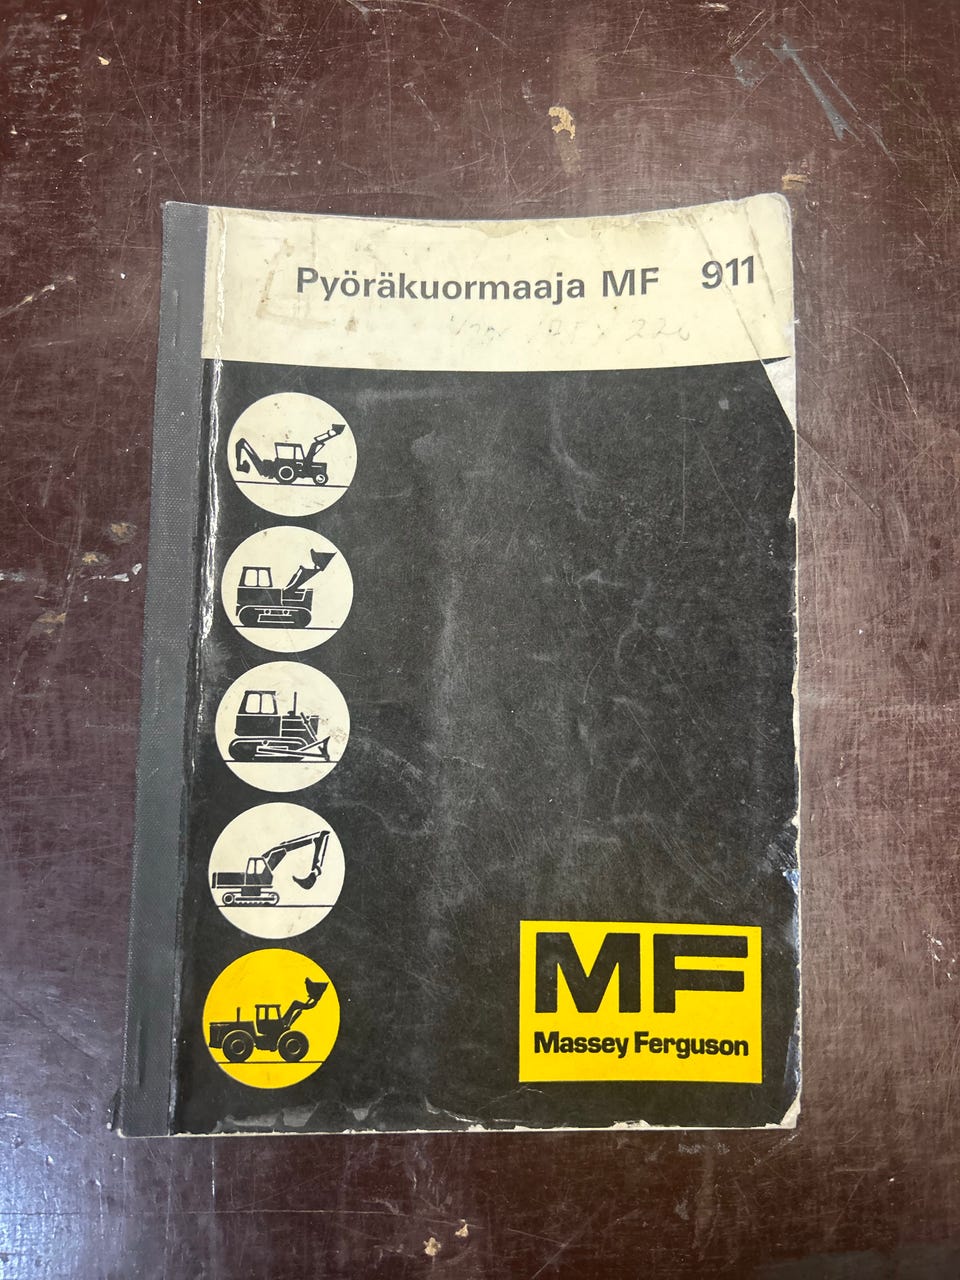 Pyöräkuormaaja MF 911
MF
Massey Ferguson